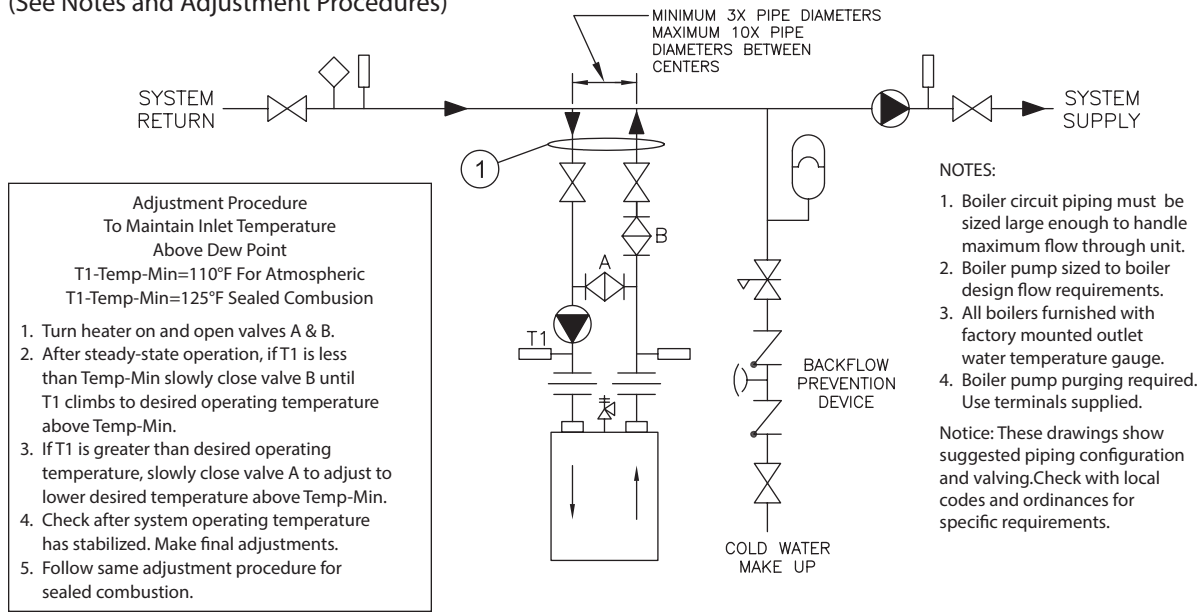 (See Notes and Adjustment Procedures)
MINIMUM 3X PIPE DIAMETERS
MAXIMUM 10X PIPE
DIAMETERS BETWEEN
CENTERS
SYSTEM
RETURN
SYSTEM
SUPPLY
1
Adjustment Procedure
To Maintain Inlet Temperature
Above Dew Point
T1-Temp-Min=110°F For Atmospheric
T1-Temp-Min=125°F Sealed Combusion
1. Turn heater on and open valves A & B.
2. After steady-state operation, if T1 is less
than Temp-Min slowly close valve B until
T1 climbs to desired operating temperature
above Temp-Min.
3. If T1 is greater than desired operating
temperature, slowly close valve A to adjust to
lower desired temperature above Temp-Min.
4. Check after system operating temperature
has stabilized. Make final adjustments.
5. Follow same adjustment procedure for
sealed combustion.
B
A
T1
BACKFLOW
PREVENTION
DEVICE
COLD WATER
MAKE UP
NOTES:
1. Boiler circuit piping must be
sized large enough to handle
maximum flow through unit.
2. Boiler pump sized to boiler
design flow requirements.
3. All boilers furnished with
factory mounted outlet
water temperature gauge.
4. Boiler pump purging required.
Use terminals supplied.
Notice: These drawings show
suggested piping configuration
and valving.Check with local
codes and ordinances for
specific requirements.